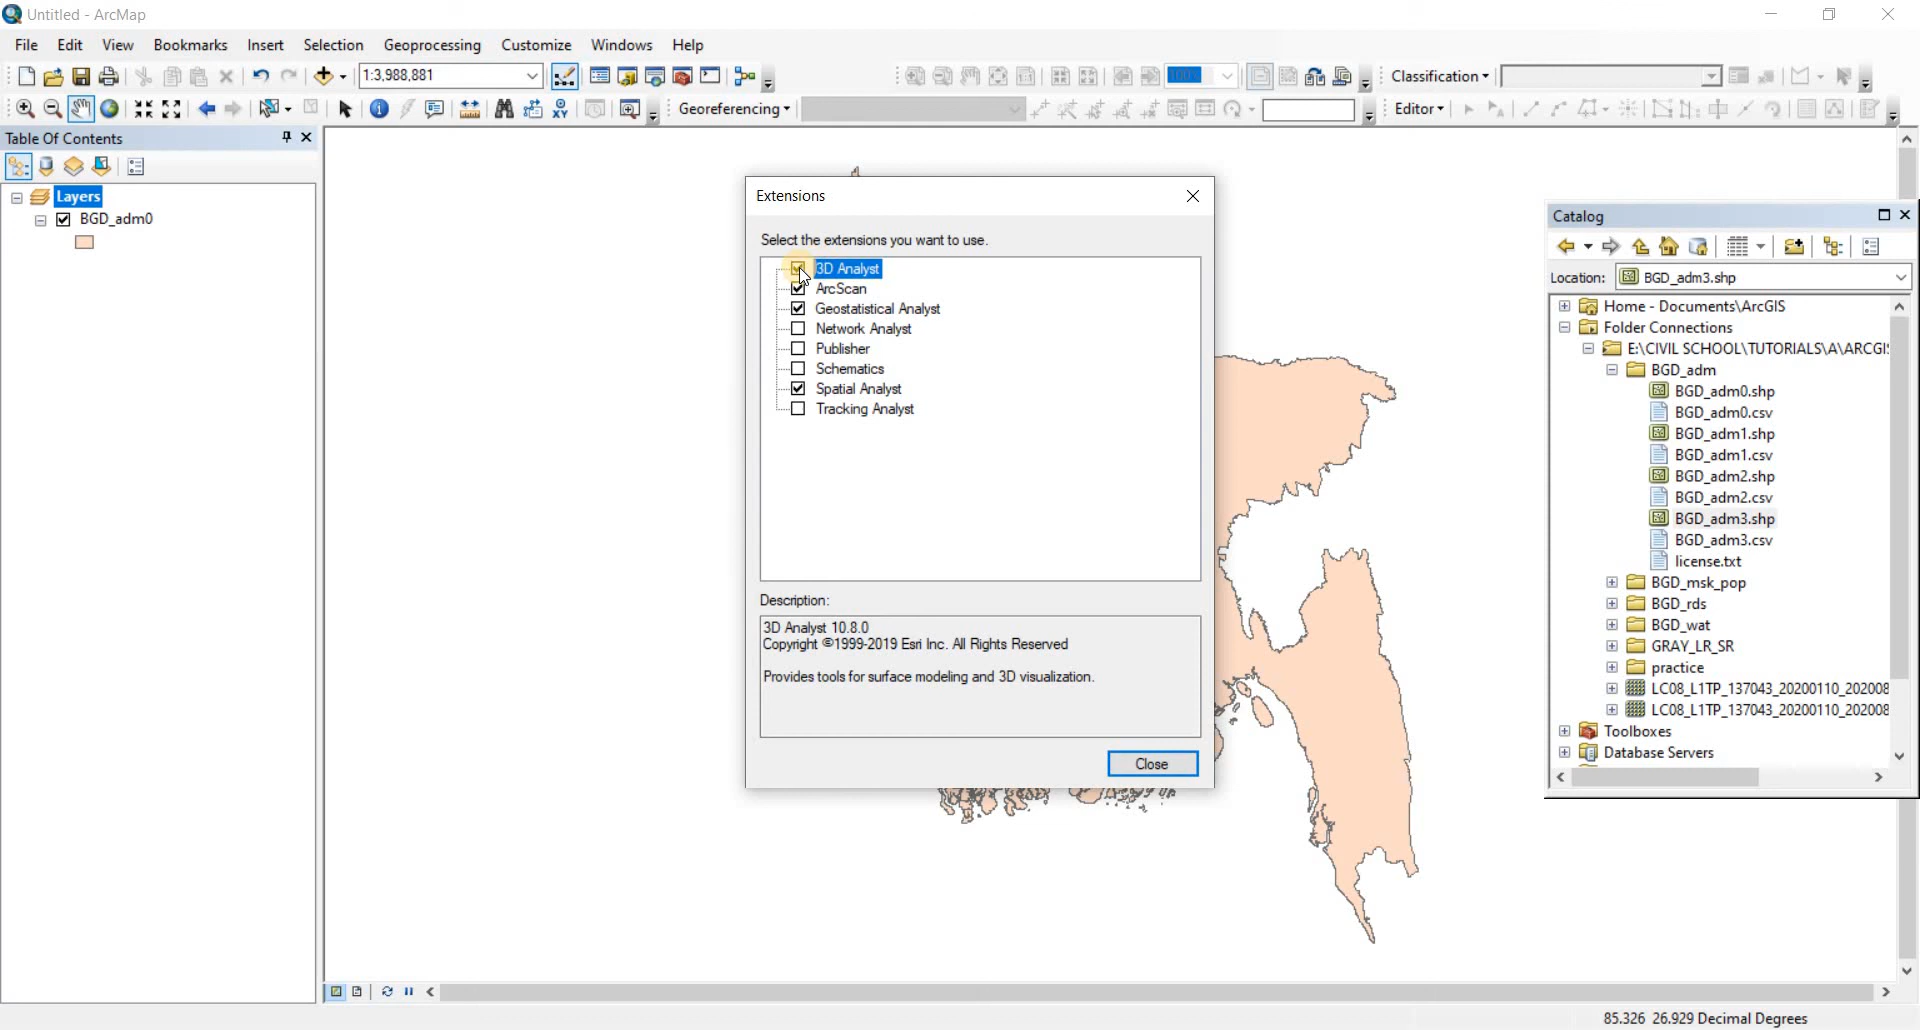 Untitled - ArcMap
File Edit View Bookmarks Insert Selection Geoprocessing Customize Windows Help
1:3,988,881 100% Classification
Georeferencing Editor
Table Of Contents
Layers
BGD_adm0
Extensions
Select the extensions you want to use.
3D Analyst
ArcScan
Geostatistical Analyst
Network Analyst
Publisher
Schematics
Spatial Analyst
Tracking Analyst
Description:
3D Analyst 10.8.0
Copyright ©1999-2019 Esri Inc. All Rights Reserved
Provides tools for surface modeling and 3D visualization.
Close
Catalog
Location: BGD_adm3.shp
Home - Documents\ArcGIS
Folder Connections
E:\CIVIL SCHOOL\TUTORIALS\A\ARCGI
BGD_adm
BGD_adm0.shp
BGD_adm0.csv
BGD_adm1.shp
BGD_adm1.csv
BGD_adm2.shp
BGD_adm2.csv
BGD_adm3.shp
BGD_adm3.csv
license.txt
BGD_msk_pop
BGD_rds
BGD_wat
GRAY_LR_SR
practice
LC08_L1TP_137043_20200110_202008
LC08_L1TP_137043_20200110_202008
Toolboxes
Database Servers
85.326 26.929 Decimal Degrees